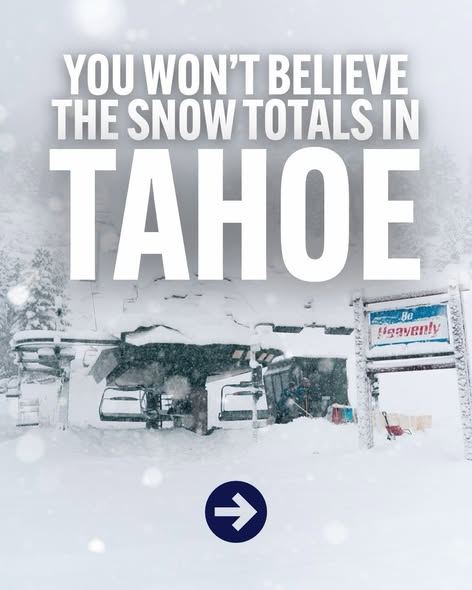 YOU WON'T BELIEVE
THE SNOW TOTALS IN
TAHOE
Be
Heavenly